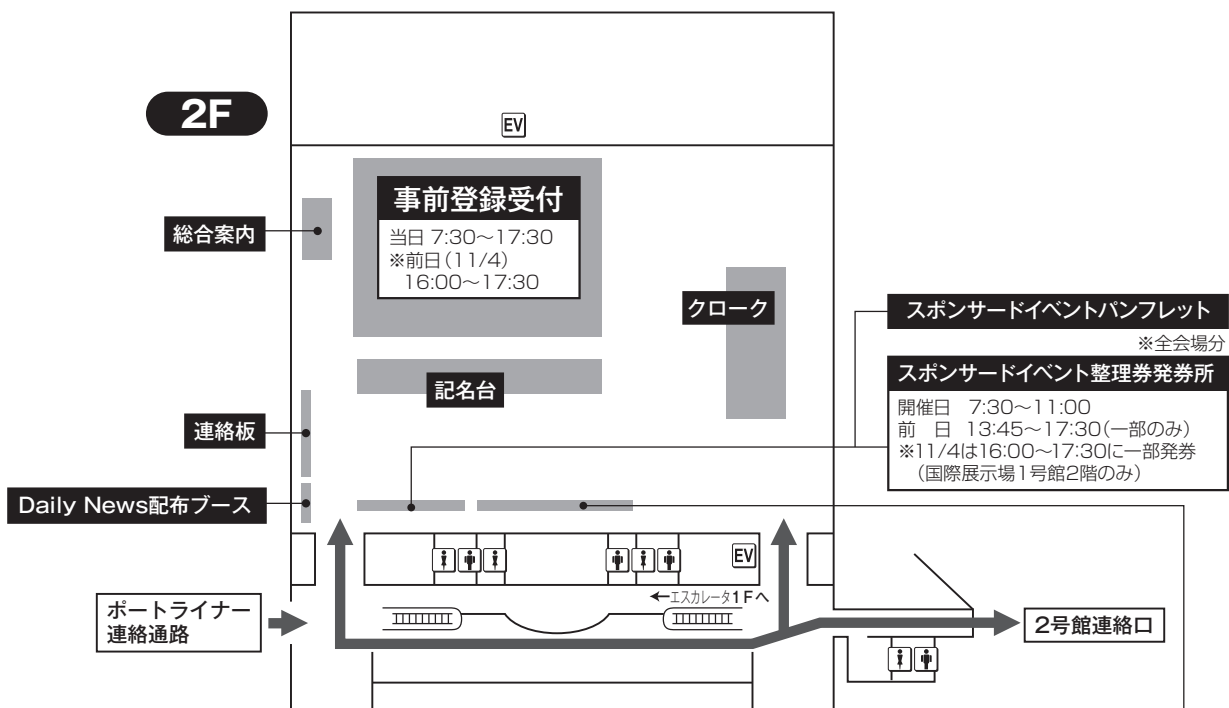 2F
EV
事前登録受付
当日 7:30〜17:30
※前日(11/4)
16:00〜17:30
総合案内
クローク
スポンサードイベントパンフレット
※全会場分
スポンサードイベント整理券発券所
開催日 7:30〜11:00
前 日 13:45〜17:30(一部のみ)
※11/4は16:00〜17:30に一部発券
(国際展示場1号館2階のみ)
記名台
連絡板
Daily News配布ブース
EV
←エスカレータ1Fへ
ポートライナー
連絡通路
2号館連絡口